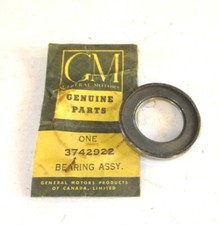 GM
GENERAL MOTORS
GENUINE
PARTS
ONE
3742922
BEARING ASSY.
GENERAL MOTORS PRODUCTS
OF CANADA, LIMITED